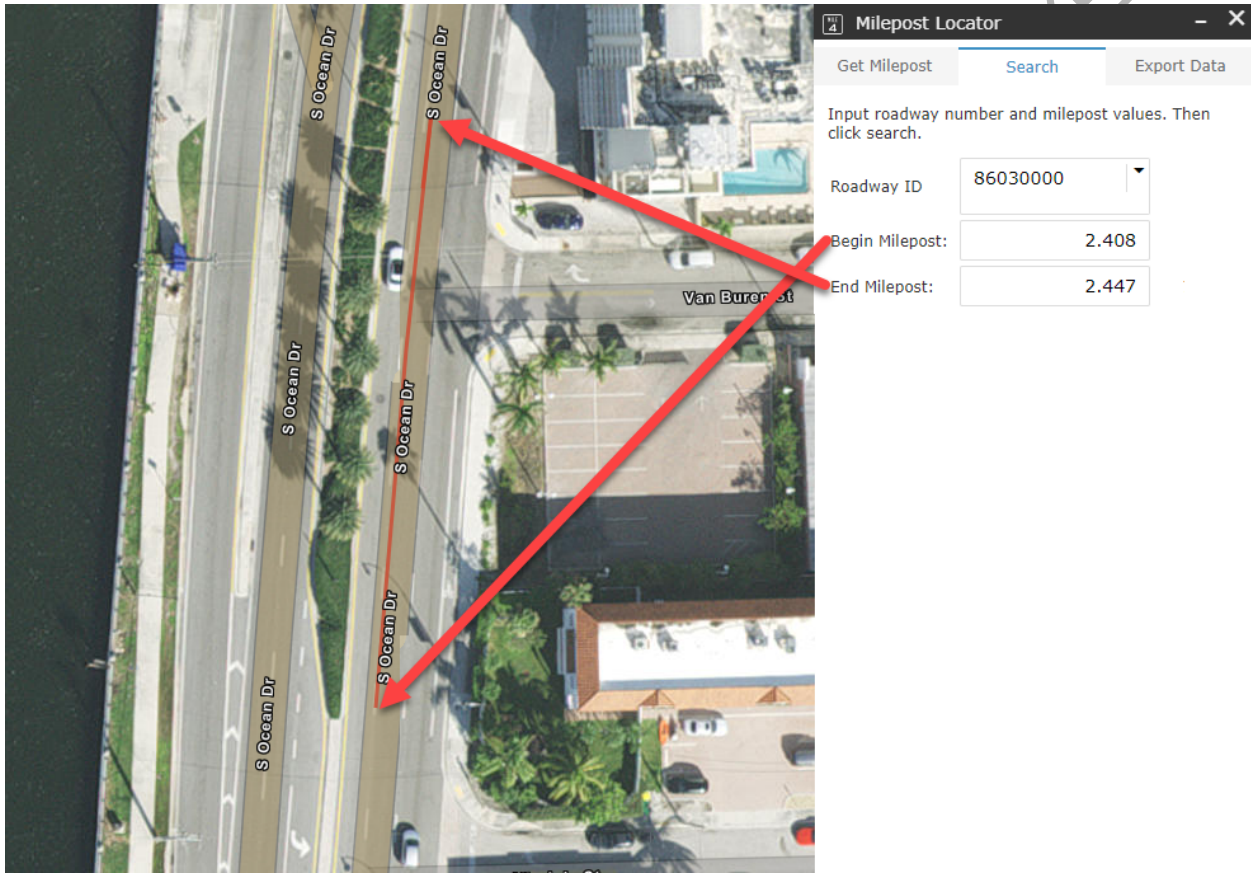 S Ocean Dr
S Ocean Dr
Van Buren St
S Ocean Dr
S Ocean Dr
S Ocean Dr
S Ocean Dr
Milepost Locator
Get Milepost
Search
Export Data
Input roadway number and milepost values. Then
click search.
Roadway ID
86030000
Begin Milepost:
2.408
End Milepost:
2.447